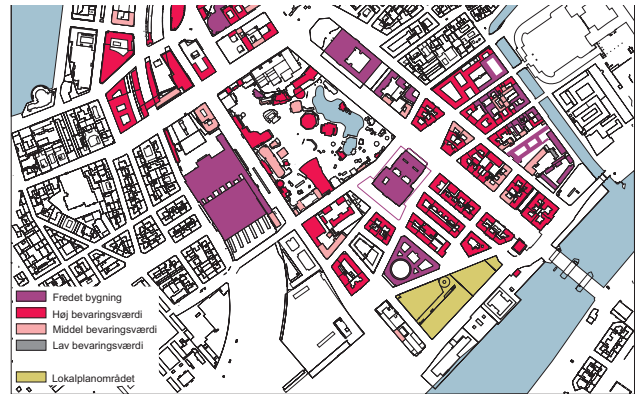 Fredet bygning
Høj bevaringsværdi
Middel bevaringsværdi
Lav bevaringsværdi
Lokalplanområdet